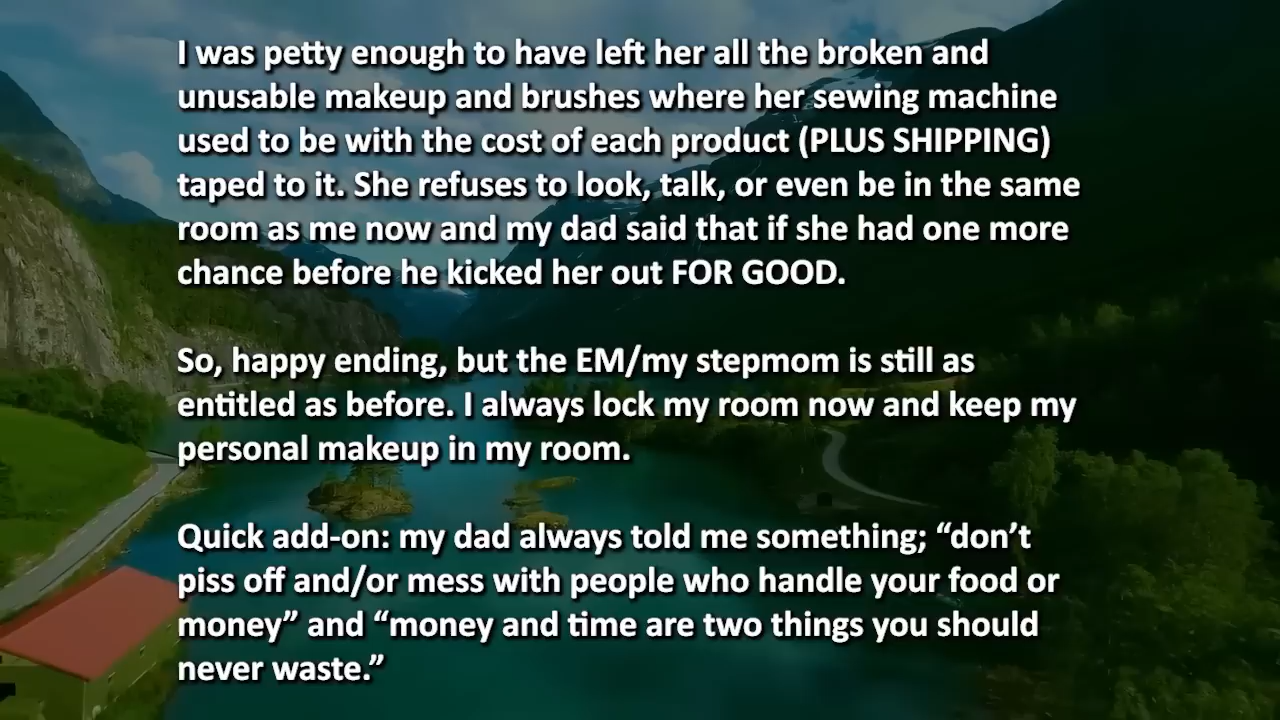 I was petty enough to have left her all the broken and
unusable makeup and brushes where her sewing machine
used to be with the cost of each product (PLUS SHIPPING)
taped to it. She refuses to look, talk, or even be in the same
room as me now and my dad said that if she had one more
chance before he kicked her out FOR GOOD.
So, happy ending, but the EM/my stepmom is still as
entitled as before. I always lock my room now and keep my
personal makeup in my room.
Quick add-on: my dad always told me something; “don’t
piss off and/or mess with people who handle your food or
money” and “money and time are two things you should
never waste.”